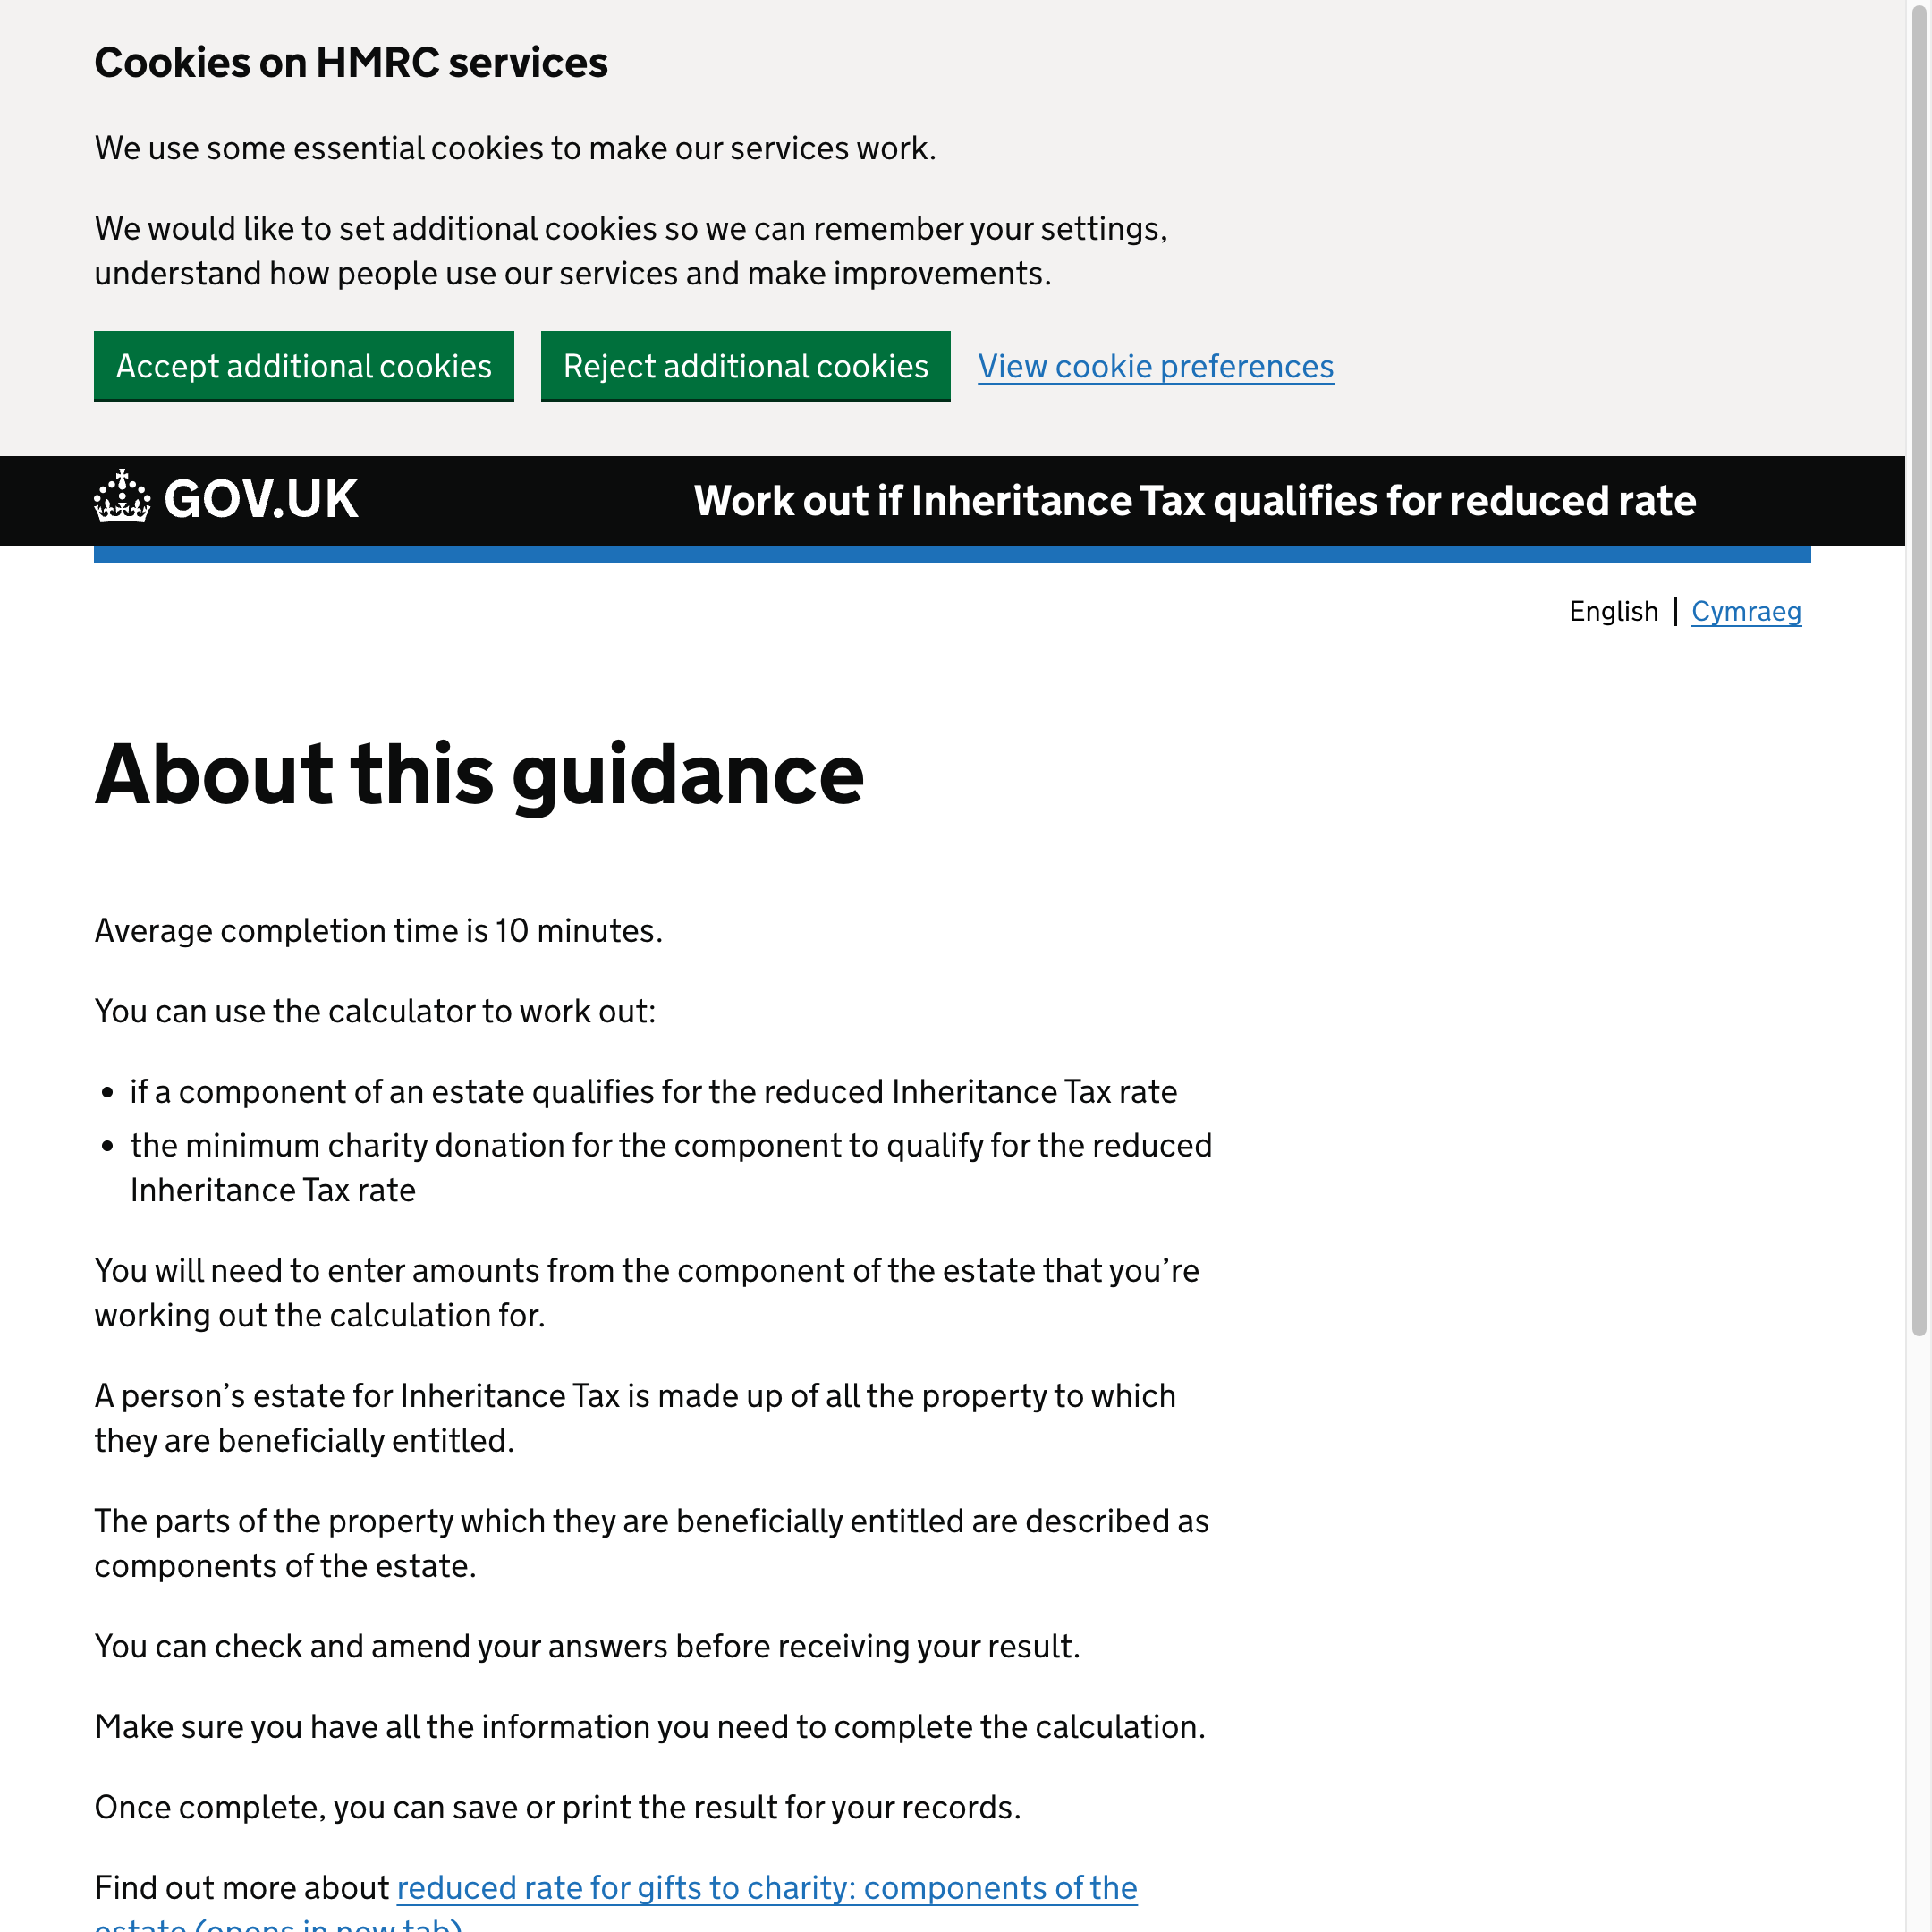 Cookies on HMRC services
We use some essential cookies to make our services work.
We would like to set additional cookies so we can remember your settings,
understand how people use our services and make improvements.
Accept additional cookies
Reject additional cookies
View cookie preferences
GOV.UK
Work out if Inheritance Tax qualifies for reduced rate
English | Cymraeg
About this guidance
Average completion time is 10 minutes.
You can use the calculator to work out:
• if a component of an estate qualifies for the reduced Inheritance Tax rate
• the minimum charity donation for the component to qualify for the reduced
Inheritance Tax rate
You will need to enter amounts from the component of the estate that you’re
working out the calculation for.
A person’s estate for Inheritance Tax is made up of all the property to which
they are beneficially entitled.
The parts of the property which they are beneficially entitled are described as
components of the estate.
You can check and amend your answers before receiving your result.
Make sure you have all the information you need to complete the calculation.
Once complete, you can save or print the result for your records.
Find out more about reduced rate for gifts to charity: components of the
estate (opens in new tab)